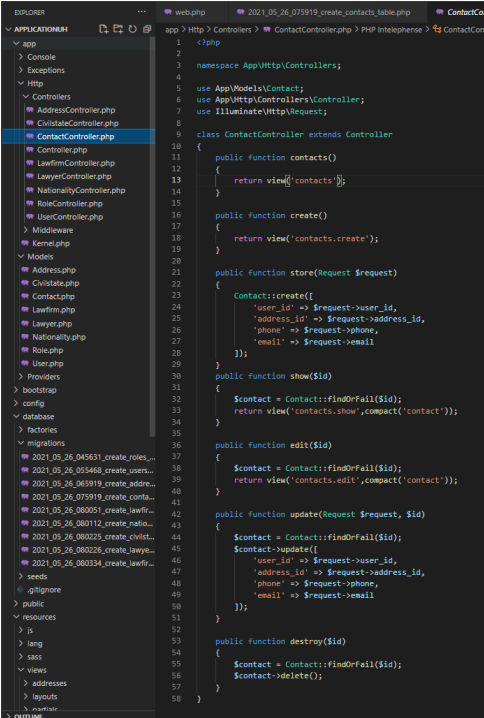 EXPLORER
APPLICATIONUH
app
Console
Exceptions
Http
Controllers
AddressController.php
CivilstateController.php
ContactController.php
Controller.php
LawfirmController.php
LawyerController.php
NationalityController.php
RoleController.php
UserController.php
Middleware
Kernel.php
Models
Address.php
Civilstate.php
Contact.php
Lawfirm.php
Lawyer.php
Nationality.php
Role.php
User.php
Providers
bootstrap
config
database
factories
migrations
2021_05_26_045631_create_roles_...
2021_05_26_055468_create_users...
2021_05_26_065919_create_addre...
2021_05_26_075919_create_conta...
2021_05_26_080051_create_lawfir...
2021_05_26_080112_create_natio...
2021_05_26_080225_create_civilst...
2021_05_26_080226_create_lawye...
2021_05_26_080334_create_lawfir...
seeds
.gitignore
public
resources
js
lang
sass
views
addresses
layouts
partials
OUTLINE
web.php 2021_05_26_075919_create_contacts_table.php ContactCo
app > Http > Controllers > ContactController.php > PHP Intelephense > ContactCon
1 <?php
2
3 namespace App\Http\Controllers;
4
5 use App\Models\Contact;
6 use App\Http\Controllers\Controller;
7 use Illuminate\Http\Request;
8
9 class ContactController extends Controller
10 {
11 public function contacts()
12 {
13 return view('contacts');
14 }
15
16 public function create()
17 {
18 return view('contacts.create');
19 }
20
21 public function store(Request $request)
22 {
23 Contact::create([
24 'user_id' => $request->user_id,
25 'address_id' => $request->address_id,
26 'phone' => $request->phone,
27 'email' => $request->email
28 ]);
29 }
30 public function show($id)
31 {
32 $contact = Contact::findOrFail($id);
33 return view('contacts.show',compact('contact'));
34 }
35
36 public function edit($id)
37 {
38 $contact = Contact::findOrFail($id);
39 return view('contacts.edit',compact('contact'));
40 }
41
42 public function update(Request $request, $id)
43 {
44 $contact = Contact::findOrFail($id);
45 $contact->update([
46 'user_id' => $request->user_id,
47 'address_id' => $request->address_id,
48 'phone' => $request->phone,
49 'email' => $request->email
50 ]);
51 }
52
53 public function destroy($id)
54 {
55 $contact = Contact::findOrFail($id);
56 $contact->delete();
57 }
58 }